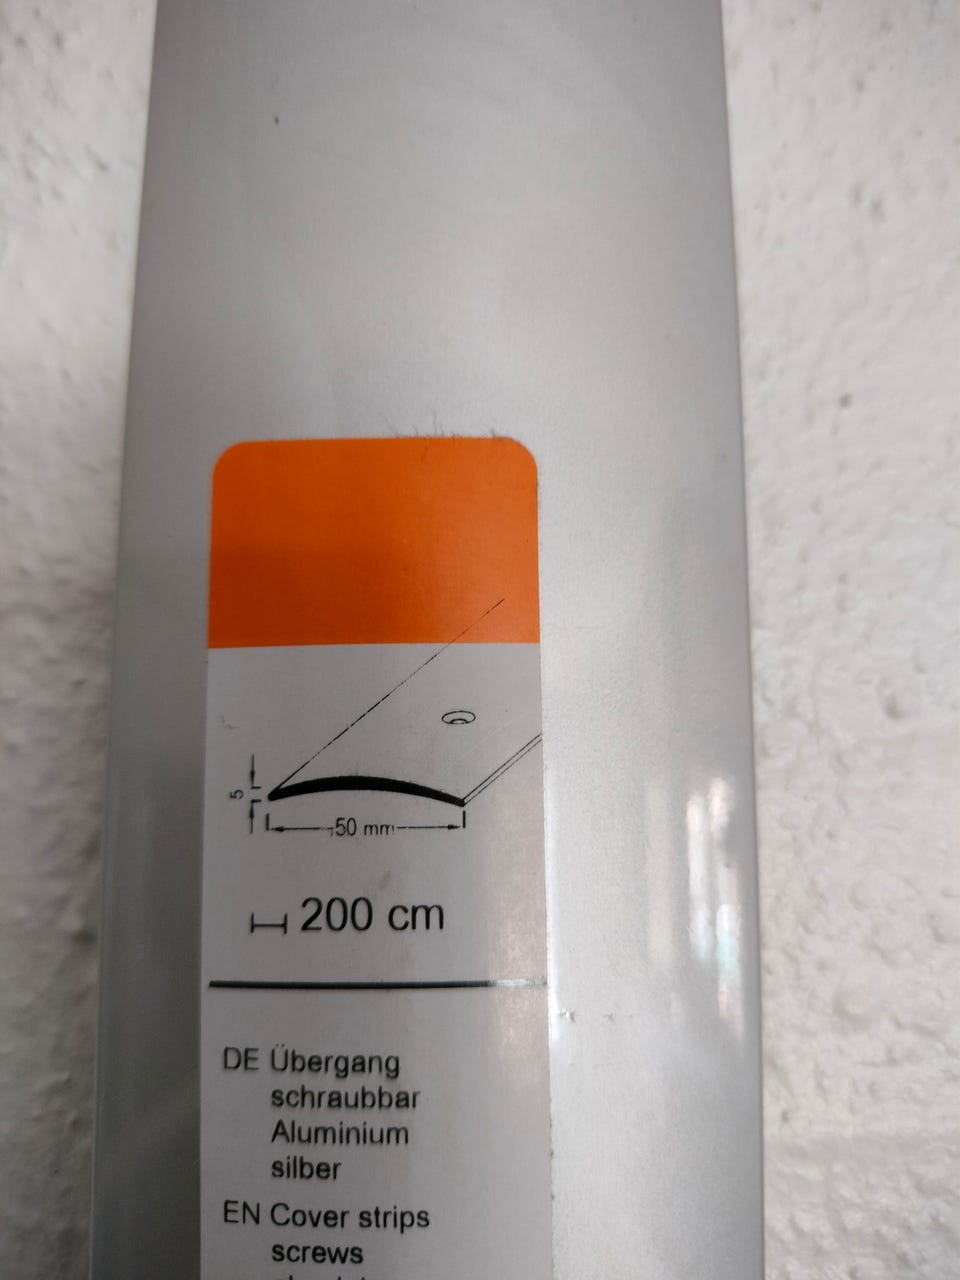 5
50 mm
200 cm
DE Übergang
schraubbar
Aluminium
silber
EN Cover strips
screws